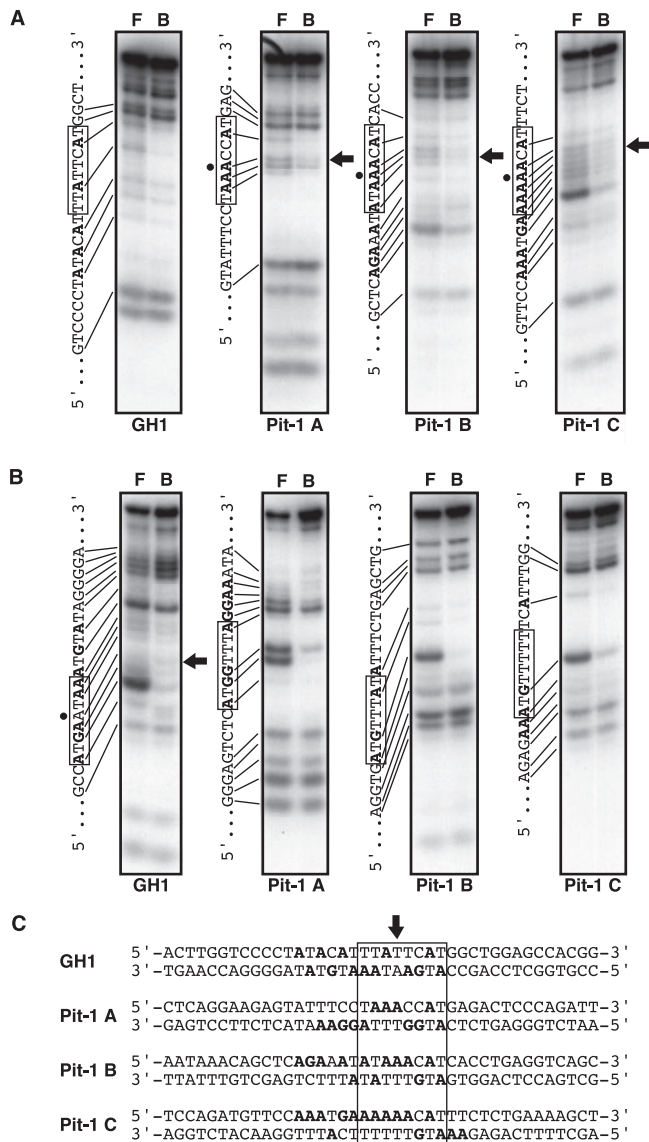 A
F B
F B
F B
F B
5'....GTCCCCTATACATTTATTCATGGCT...3'
5'....GTATTTCCTAAACCATGAG...3'
5'....GCTCAGAAATATAAACATCACC...3'
5'....GTTCCAAATGAAAAAACATTTCT...3'
GH1
Pit-1 A
Pit-1 B
Pit-1 C
B
F B
F B
F B
F B
5'....GCCATGAATAAATGTATAGGGGA...3'
5'....GGGAGTCTCATGGTTTAGGAAATA...3'
5'....AGGTGATGTTTATATTTCTGAGCTG...3'
5'....AGAGAAATGTTTTTTCATTTGG...3'
GH1
Pit-1 A
Pit-1 B
Pit-1 C
C
GH1
5'-ACTTGGTCCCCTATACATTTATTCATGGCTGGAGCCACGG-3'
3'-TGAACCAGGGGATATGTAAATAAGTACCGACCTCGGTGCC-5'
Pit-1 A
5'-CTCAGGAAGAGTATTTCCTAAACCATGAGACTCCCAGATT-3'
3'-GAGTCCTTCTCATAAAGGATTTGGTACTCTGAGGGTCTAA-5'
Pit-1 B
5'-AATAAACAGCTCAGAAATATAAACATCACCTGAGGTCAGC-3'
3'-TTATTTGTCGAGTCTTTATATTTGTAGTGGACTCCAGTCG-5'
Pit-1 C
5'-TCCAGATGTTCCAAATGAAAAAACATTTCTCTGAAAAGCT-3'
3'-AGGTCTACAAGGTTTACTTTTTTGTAAAGAGACTTTTCGA-5'